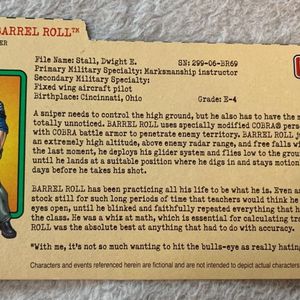 BARREL ROLL™
ER
File Name: Stall, Dwight E. SN: 299-06-BR69
Primary Military Specialty: Marksmanship instructor
Secondary Military Specialty:
Fixed wing aircraft pilot
Birthplace: Cincinnati, Ohio Grade: E-4
A sniper needs to control the high ground, but he also has to move th
totally unnoticed. BARREL ROLL uses specially modified COBRA® pers
with COBRA battle armor to penetrate enemy territory. BARREL ROLL j
an extremely high altitude, above enemy radar range, and free falls wi
the last moment, he deploys his glider system and flies low to the groun
until he lands at a suitable position where he digs in and stays motion
days before he takes his shot.
BARREL ROLL has been practicing all his life to be what he is. Even a
stock still for such long periods of time that teachers would think he
eyes open, until he blinked and faithfully repeated everything that h
the class. He was a whiz at math, which is essential for calculating tra
ROLL was the absolute best at anything that had to do with accuracy.
"With me, it's not so much wanting to hit the bulls-eye as really hating
Characters and events referenced herein are fictional and are not intended to depict actual characters